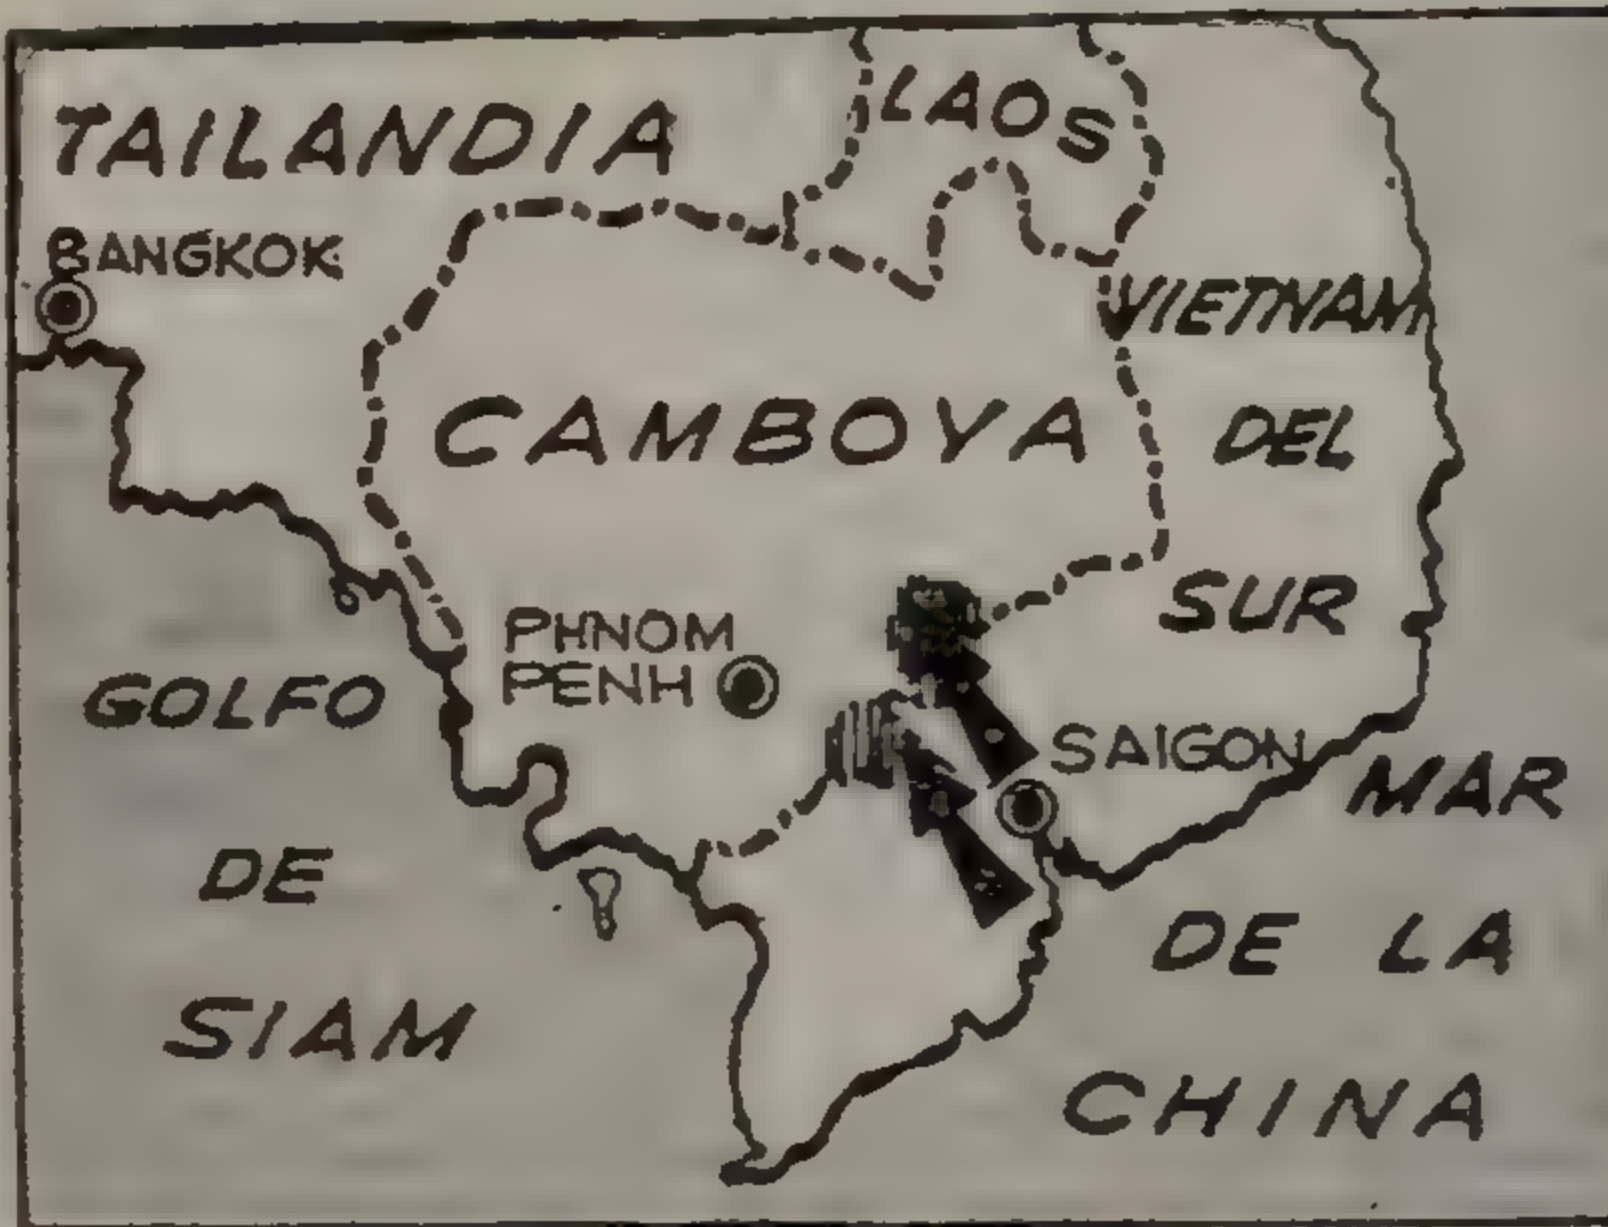 TAILANDIA
LAOS
BANGKOK
VIETNAM
DEL
SUR
CAMBOYA
PHNOM
PENH
SAIGON
GOLFO
DE
SIAM
MAR
DE LA
CHINA